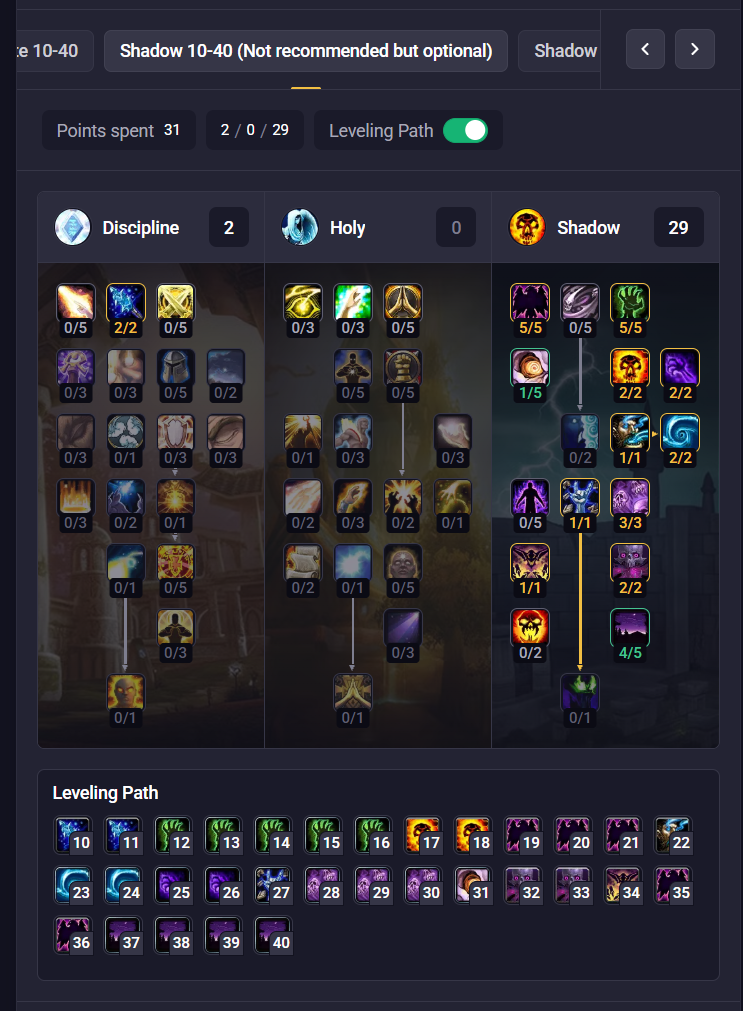 te 10-40 Shadow 10-40 (Not recommended but optional) Shadow
Points spent 31 2 / 0 / 29 Leveling Path
Discipline 2 Holy 0 Shadow 29
0/5 2/2 0/5 0/3 0/3 0/5 5/5 0/5 5/5
0/3 0/3 0/5 0/2 0/5 0/5 1/5 2/2 2/2
0/3 0/1 0/3 0/3 0/1 0/3 0/3 0/2 1/1 2/2
0/3 0/2 0/1 0/2 0/3 0/2 0/1 0/5 1/1 3/3
0/1 0/5 0/2 0/1 0/5 1/1 2/2
0/3 0/3 0/2 4/5
0/1 0/1 0/1
Leveling Path
10 11 12 13 14 15 16 17 18 19 20 21 22
23 24 25 26 27 28 29 30 31 32 33 34 35
36 37 38 39 40